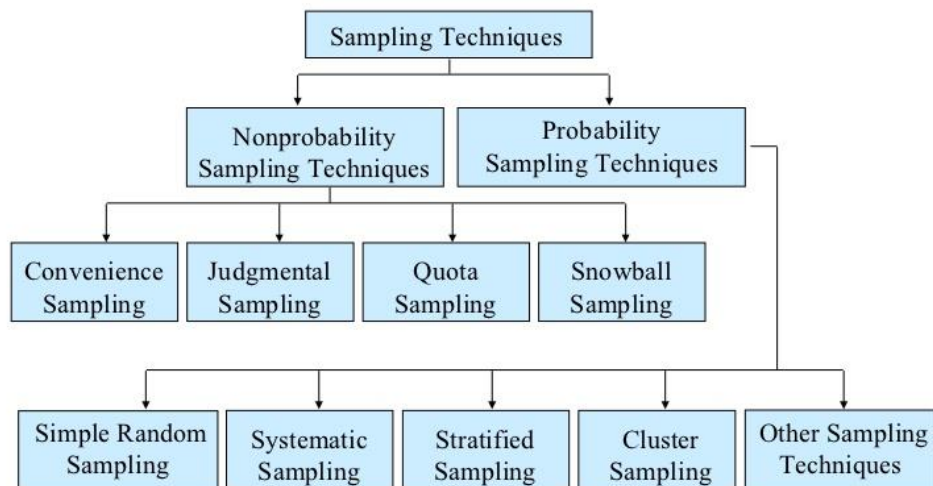 Sampling Techniques
Nonprobability
Sampling Techniques
Probability
Sampling Techniques
Convenience
Sampling
Judgmental
Sampling
Quota
Sampling
Snowball
Sampling
Simple Random
Sampling
Systematic
Sampling
Stratified
Sampling
Cluster
Sampling
Other Sampling
Techniques